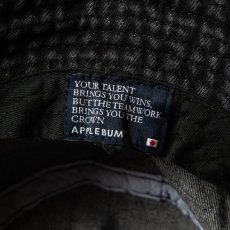 YOUR TALENT
BRINGS YOU WINS,
BUT THE TEAMWORK
BRINGS YOU THE
CROWN
APPLEBUM